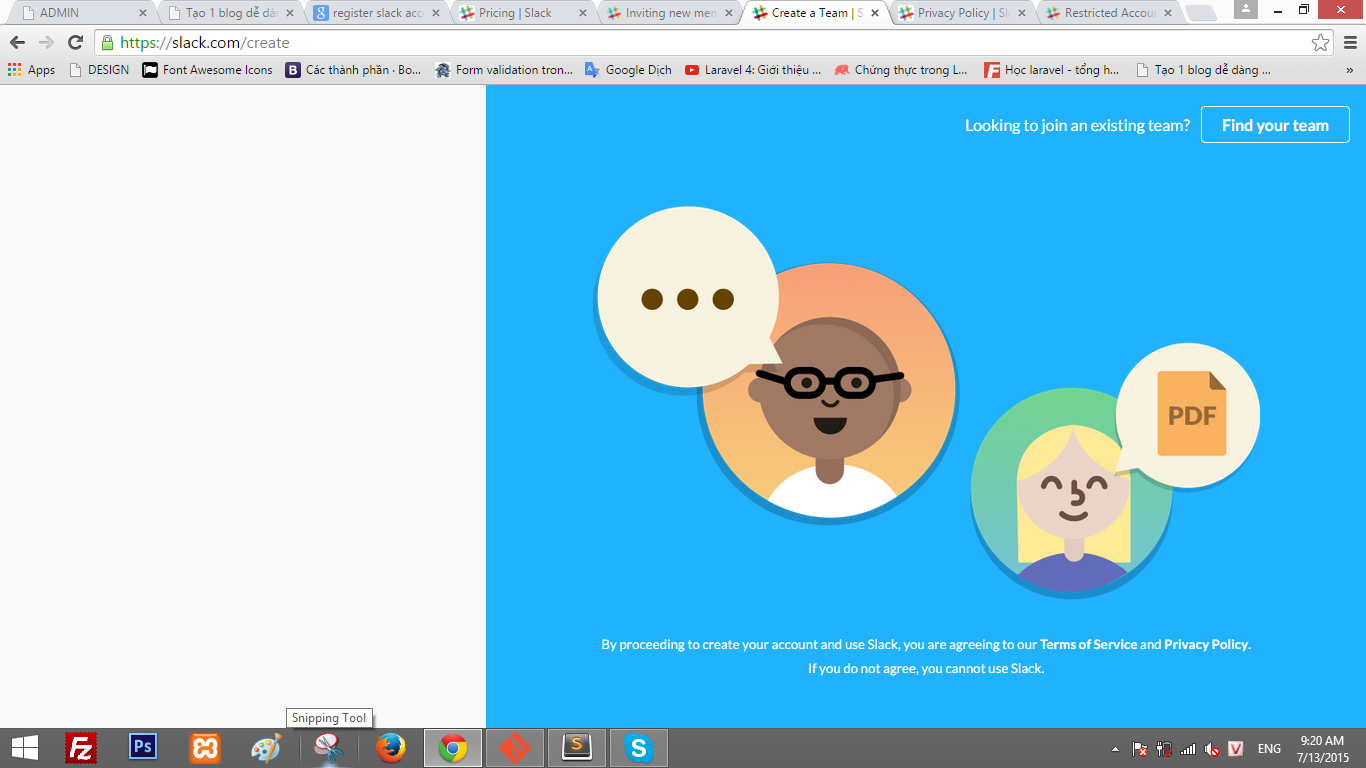 ADMIN
Tạo 1 blog dễ dàn
register slack acc
Pricing | Slack
Inviting new mem
Create a Team | S
Privacy Policy | Sl
Restricted Accou
https://slack.com/create
Apps
DESIGN
Font Awesome Icons
B
Các thành phần · Bo...
Form validation tron...
Google Dịch
Laravel 4: Giới thiệu ...
Chứng thực trong L...
F
Học laravel - tổng h...
Tạo 1 blog dễ dàng ...
»
Looking to join an existing team?
Find your team
PDF
By proceeding to create your account and use Slack, you are agreeing to our Terms of Service and Privacy Policy.
If you do not agree, you cannot use Slack.
Snipping Tool
Fz
Ps
S
S
V
ENG
9:20 AM
7/13/2015